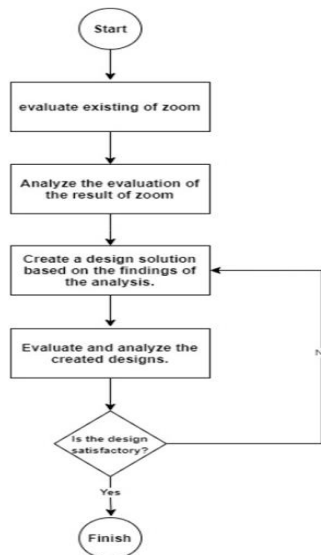 Start
evaluate existing of zoom
Analyze the evaluation of
the result of zoom
Create a design solution
based on the findings of
the analysis.
Evaluate and analyze the
created designs.
Is the design
satisfactory?
Yes
Finish